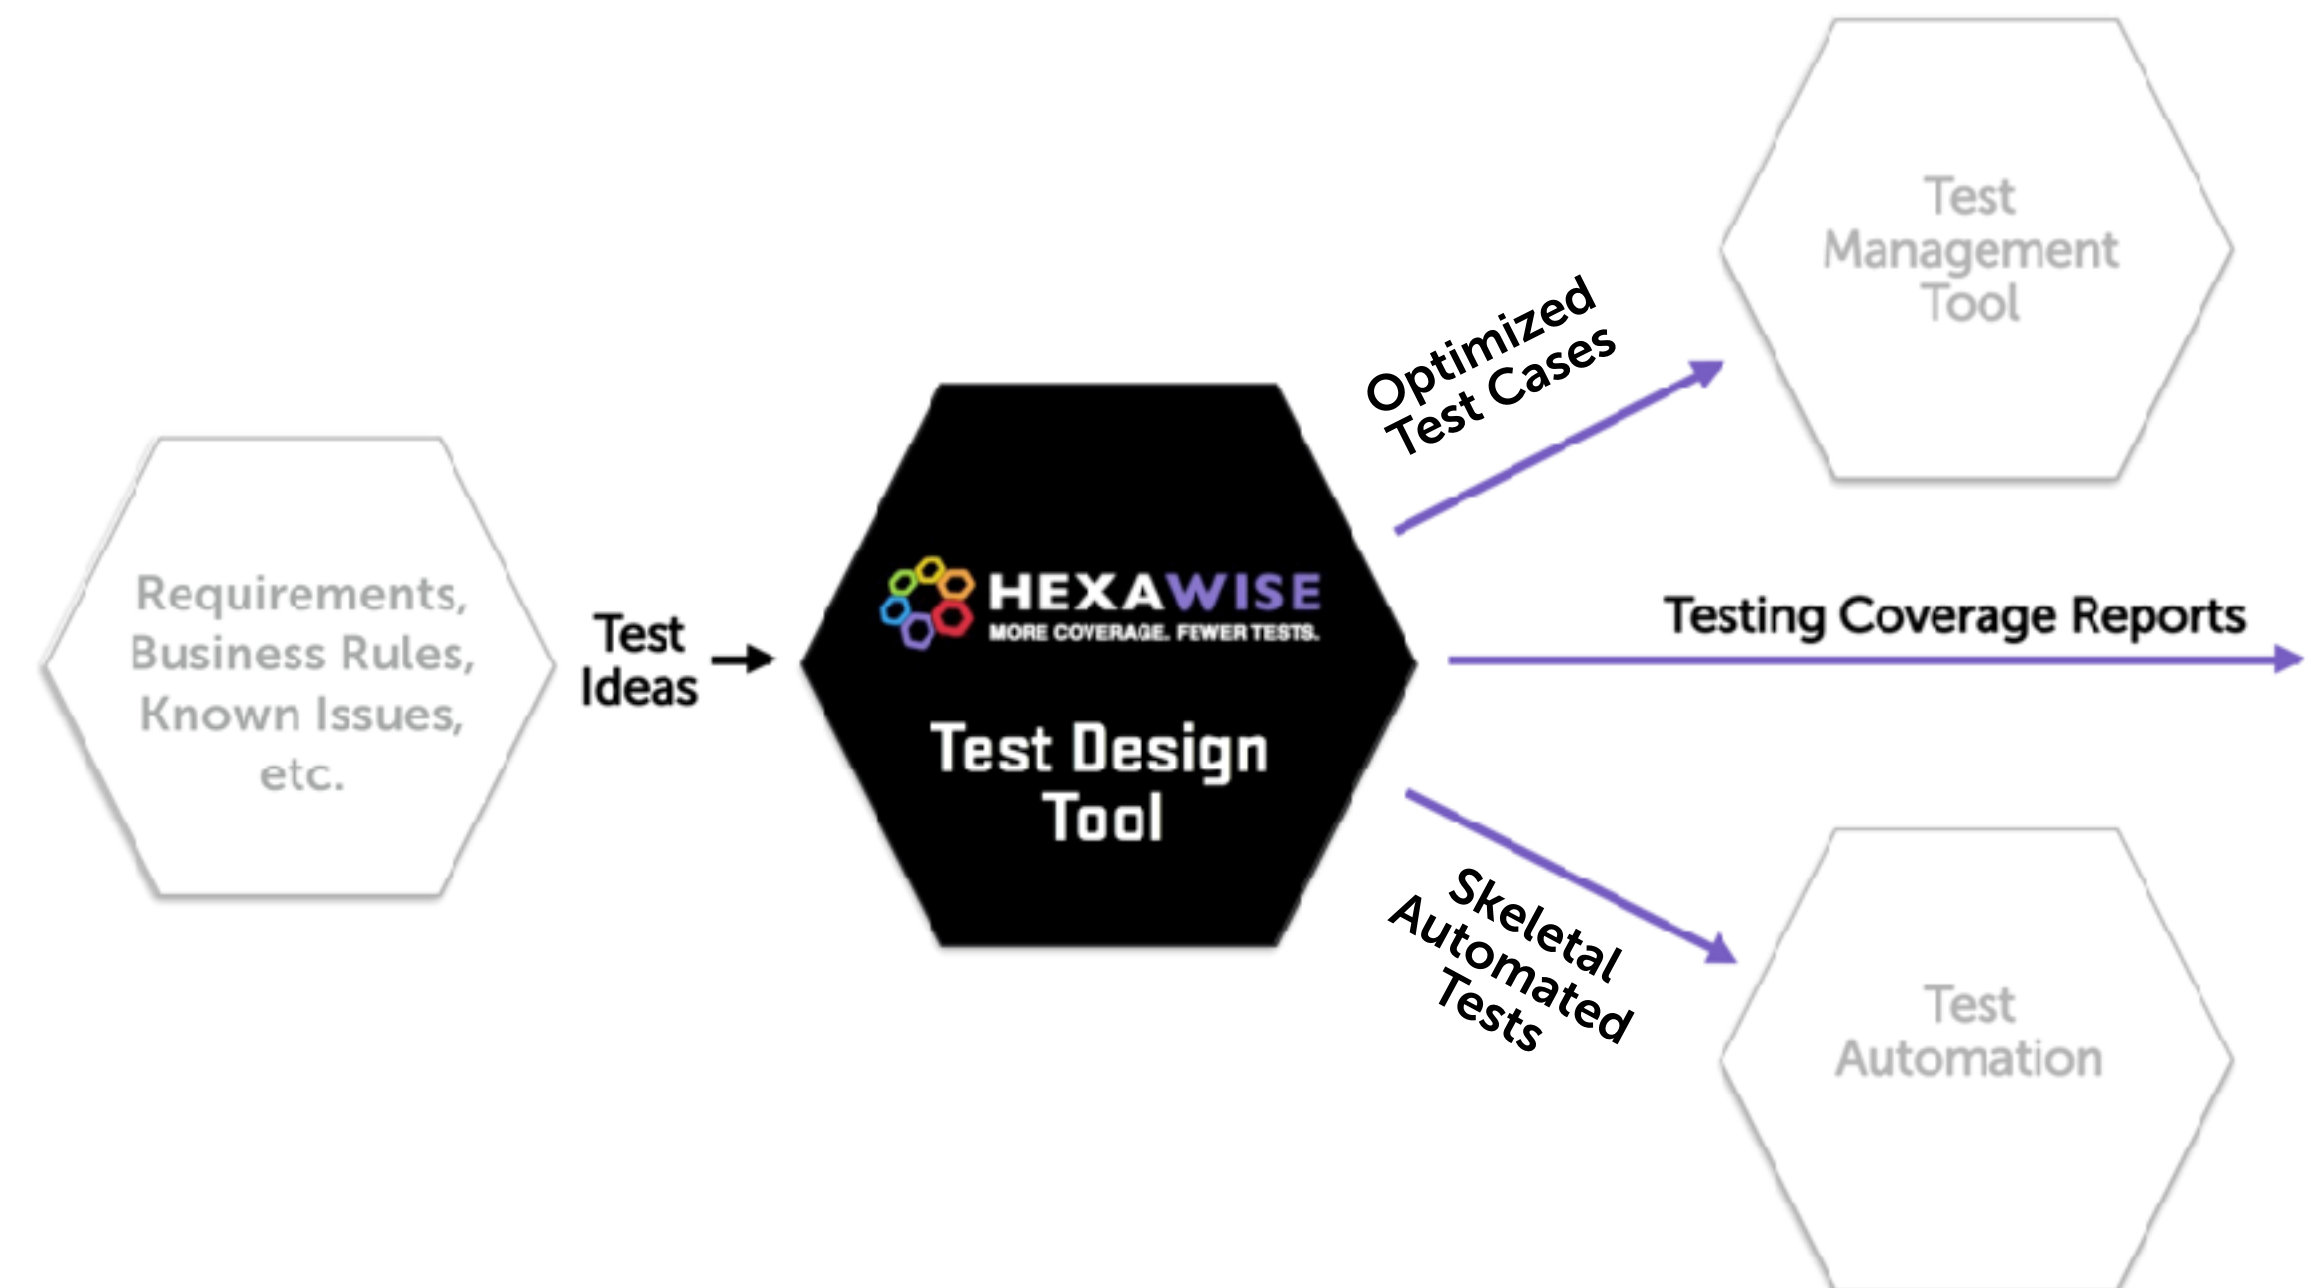 Requirements,
Business Rules,
Known Issues,
etc.
Test
Ideas
HEXAWISE
MORE COVERAGE. FEWER TESTS.
Test Design
Tool
Optimized
Test Cases
Test
Management
Tool
Testing Coverage Reports
Skeletal
Automated
Tests
Test
Automation